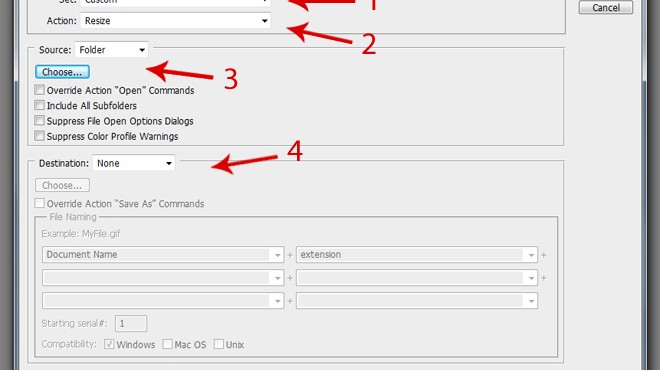 Set: Custom 1
Cancel
Action: Resize 2
Source: Folder
Choose... 3
Override Action "Open" Commands
Include All Subfolders
Suppress File Open Options Dialogs
Suppress Color Profile Warnings
Destination: None 4
Choose...
Override Action "Save As" Commands
File Naming
Example: MyFile.gif
Document Name + extension +
+ +
+
Starting serial#: 1
Compatibility: Windows Mac OS Unix